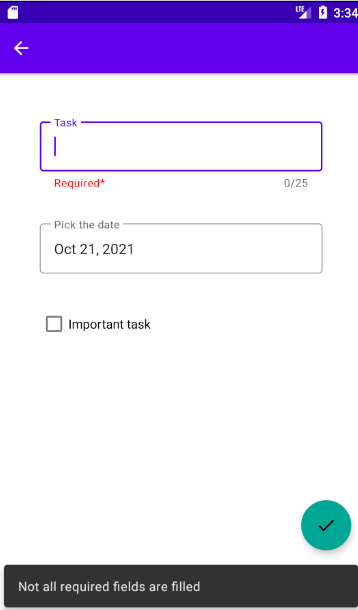 LTE 3:34
Task
Required* 0/25
Pick the date
Oct 21, 2021
Important task
Not all required fields are filled